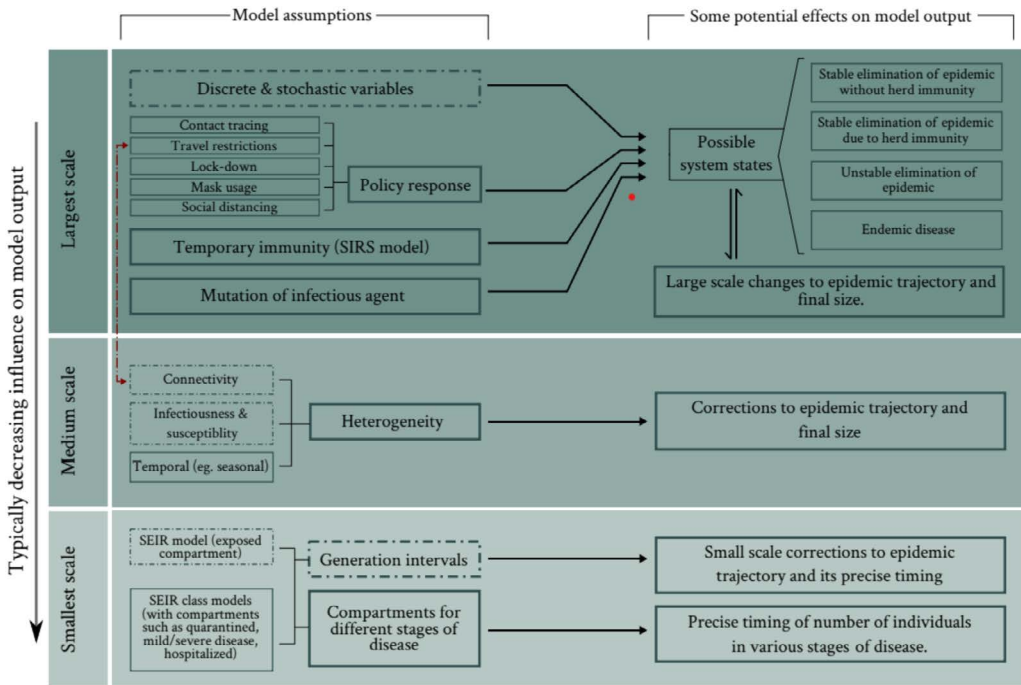 Model assumptions
Some potential effects on model output
Typically decreasing influence on model output
Largest scale
Discrete & stochastic variables
Contact tracing
Travel restrictions
Lock-down
Mask usage
Social distancing
Policy response
Temporary immunity (SIRS model)
Mutation of infectious agent
Possible
system states
Stable elimination of epidemic
without herd immunity
Stable elimination of epidemic
due to herd immunity
Unstable elimination of
epidemic
Endemic disease
Large scale changes to epidemic trajectory and
final size.
Medium scale
Connectivity
Infectiousness &
susceptiblity
Temporal (eg. seasonal)
Heterogeneity
Corrections to epidemic trajectory and
final size
Smallest scale
SEIR model (exposed
compartment)
Generation intervals
SEIR class models
(with compartments
such as quarantined,
mild/severe disease,
hospitalized)
Compartments for
different stages of
disease
Small scale corrections to epidemic
trajectory and its precise timing
Precise timing of number of individuals
in various stages of disease.